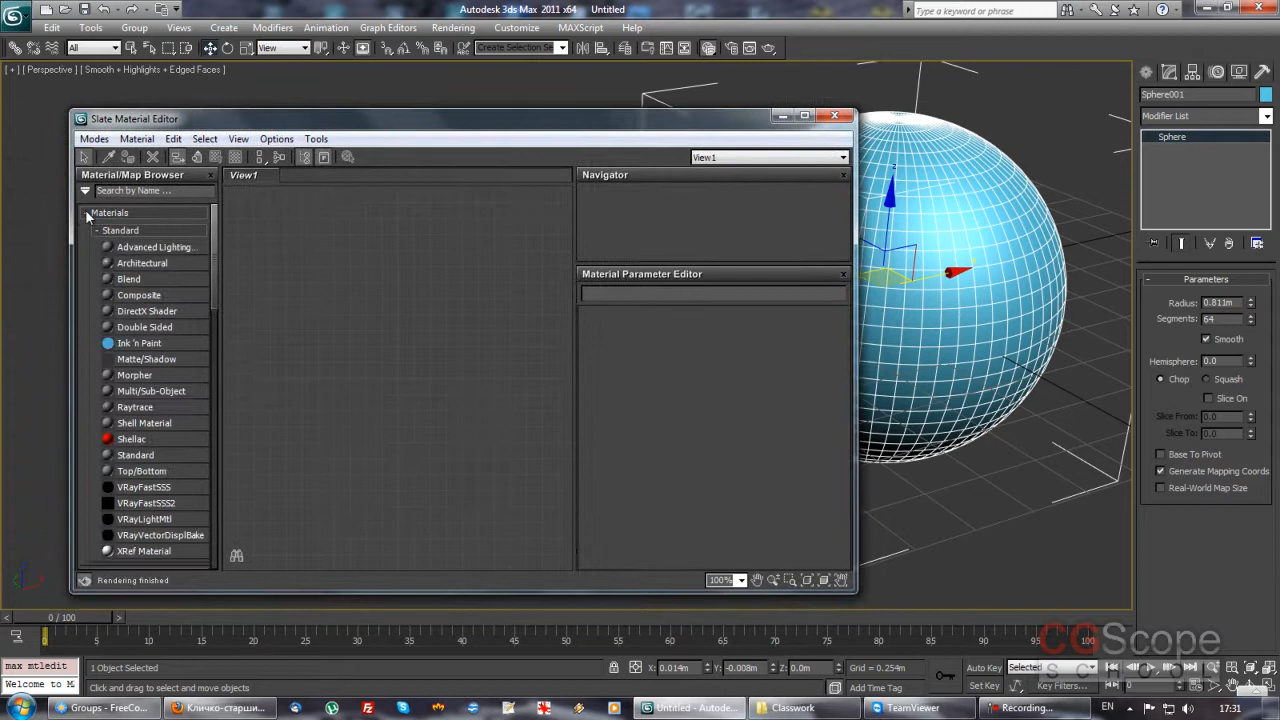 Autodesk 3ds Max 2011 x64 Untitled
Type a keyword or phrase
Edit Tools Group Views Create Modifiers Animation Graph Editors Rendering Customize MAXScript Help
All View Create Selection Se
[ + ] [ Perspective ] [ Smooth + Highlights + Edged Faces ]
Slate Material Editor
Modes Material Edit Select View Options Tools
View1
Material/Map Browser
Search by Name ...
Materials
- Standard
Advanced Lighting...
Architectural
Blend
Composite
DirectX Shader
Double Sided
Ink 'n Paint
Matte/Shadow
Morpher
Multi/Sub-Object
Raytrace
Shell Material
Shellac
Standard
Top/Bottom
VRayFastSSS
VRayFastSSS2
VRayLightMtl
VRayVectorDisplBake
XRef Material
View1
Navigator
Material Parameter Editor
Rendering finished
100%
z
Sphere001
Modifier List
Sphere
- Parameters
Radius: 0.811m
Segments: 64
Smooth
Hemisphere: 0.0
Chop Squash
Slice On
Slice From: 0.0
Slice To: 0.0
Base To Pivot
Generate Mapping Coords
Real-World Map Size
< 0 / 100 >
0 5 10 15 20 25 30 35 40 45 50 55 60 65 70 75 80 85 90 95 100
CGScope
SCHOOL
max mtledit
Welcome to M
1 Object Selected
Click and drag to select and move objects
X: 0.014m Y: -0.008m Z: 0.0m Grid = 0.254m
Add Time Tag
Auto Key Selected
Set Key Key Filters...
0
Groups - FreeCo...
Кличко-старши...
Untitled - Autode...
Classwork
TeamViewer
Recording...
EN
17:31